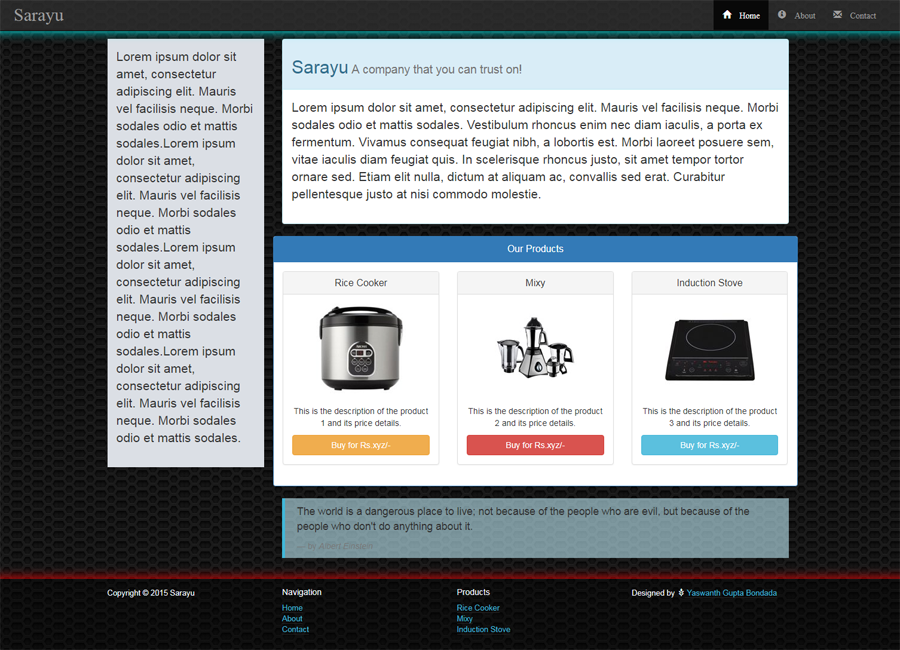 Sarayu
Home About Contact
Lorem ipsum dolor sit
amet, consectetur
adipiscing elit. Mauris
vel facilisis neque. Morbi
sodales odio et mattis
sodales.Lorem ipsum
dolor sit amet,
consectetur adipiscing
elit. Mauris vel facilisis
neque. Morbi sodales
odio et mattis
sodales.Lorem ipsum
dolor sit amet,
consectetur adipiscing
elit. Mauris vel facilisis
neque. Morbi sodales
odio et mattis
sodales.Lorem ipsum
dolor sit amet,
consectetur adipiscing
elit. Mauris vel facilisis
neque. Morbi sodales
odio et mattis sodales.
Sarayu A company that you can trust on!
Lorem ipsum dolor sit amet, consectetur adipiscing elit. Mauris vel facilisis neque. Morbi
sodales odio et mattis sodales. Vestibulum rhoncus enim nec diam iaculis, a porta ex
fermentum. Vivamus consequat feugiat nibh, a lobortis est. Morbi laoreet posuere sem,
vitae iaculis diam feugiat quis. In scelerisque rhoncus justo, sit amet tempor tortor
ornare sed. Etiam elit nulla, dictum at aliquam ac, convallis sed erat. Curabitur
pellentesque justo at nisi commodo molestie.
Our Products
Rice Cooker
This is the description of the product
1 and its price details.
Buy for Rs.xyz/-
Mixy
This is the description of the product
2 and its price details.
Buy for Rs.xyz/-
Induction Stove
This is the description of the product
3 and its price details.
Buy for Rs.xyz/-
The world is a dangerous place to live; not because of the people who are evil, but because of the
people who don't do anything about it.
— by Albert Einstein
Copyright © 2015 Sarayu
Navigation
Home
About
Contact
Products
Rice Cooker
Mixy
Induction Stove
Designed by Yaswanth Gupta Bondada